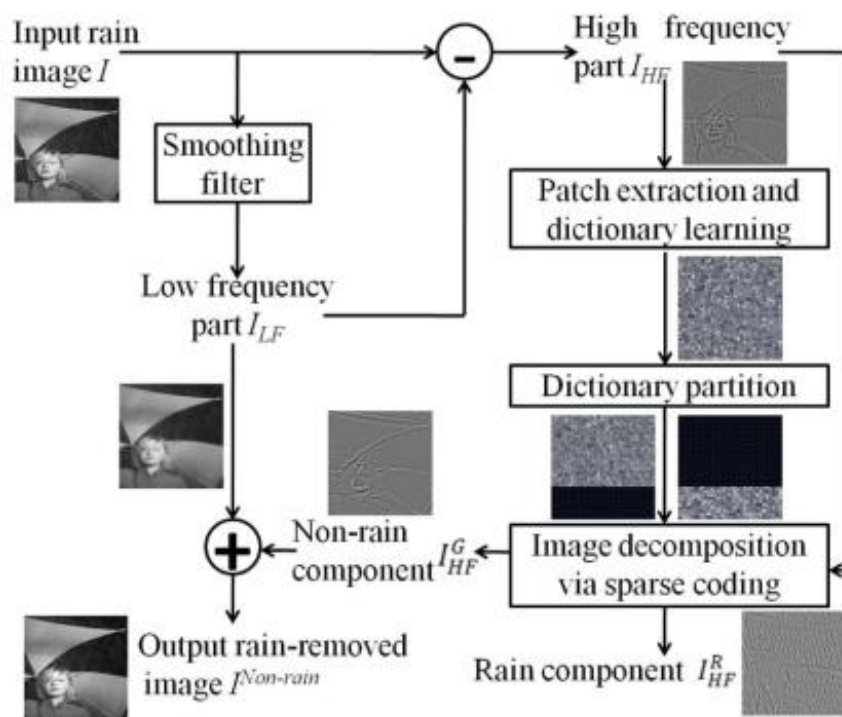 Input rain
image I
High frequency
part I_HF
Smoothing
filter
Patch extraction and
dictionary learning
Low frequency
part I_LF
Dictionary partition
Non-rain
component I_HF^G
Image decomposition
via sparse coding
Output rain-removed
image I^Non-rain
Rain component I_HF^R